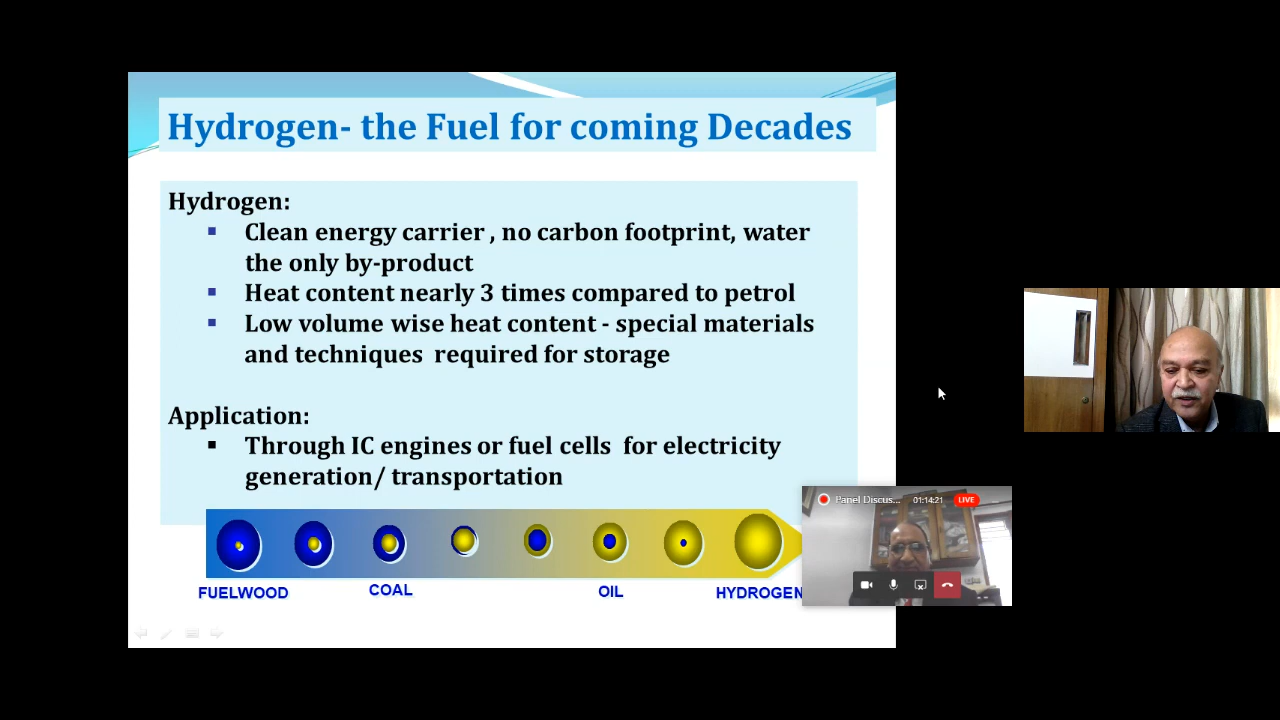 Hydrogen- the Fuel for coming Decades
Hydrogen:
▪ Clean energy carrier , no carbon footprint, water
the only by-product
▪ Heat content nearly 3 times compared to petrol
▪ Low volume wise heat content - special materials
and techniques required for storage
Application:
▪ Through IC engines or fuel cells for electricity
generation/ transportation
Panel Discus... 01:14:21 LIVE
FUELWOOD COAL OIL HYDROGEN